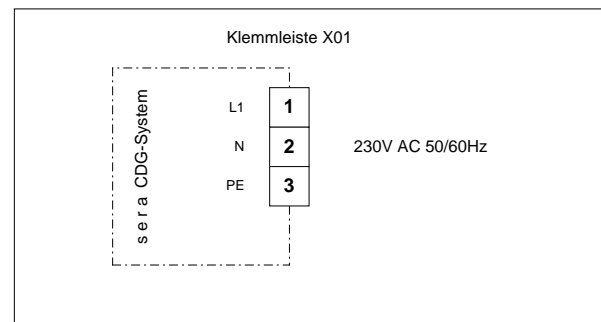 Klemmleiste X01
sera CDG-System
L1 1
N 2 230V AC 50/60Hz
PE 3